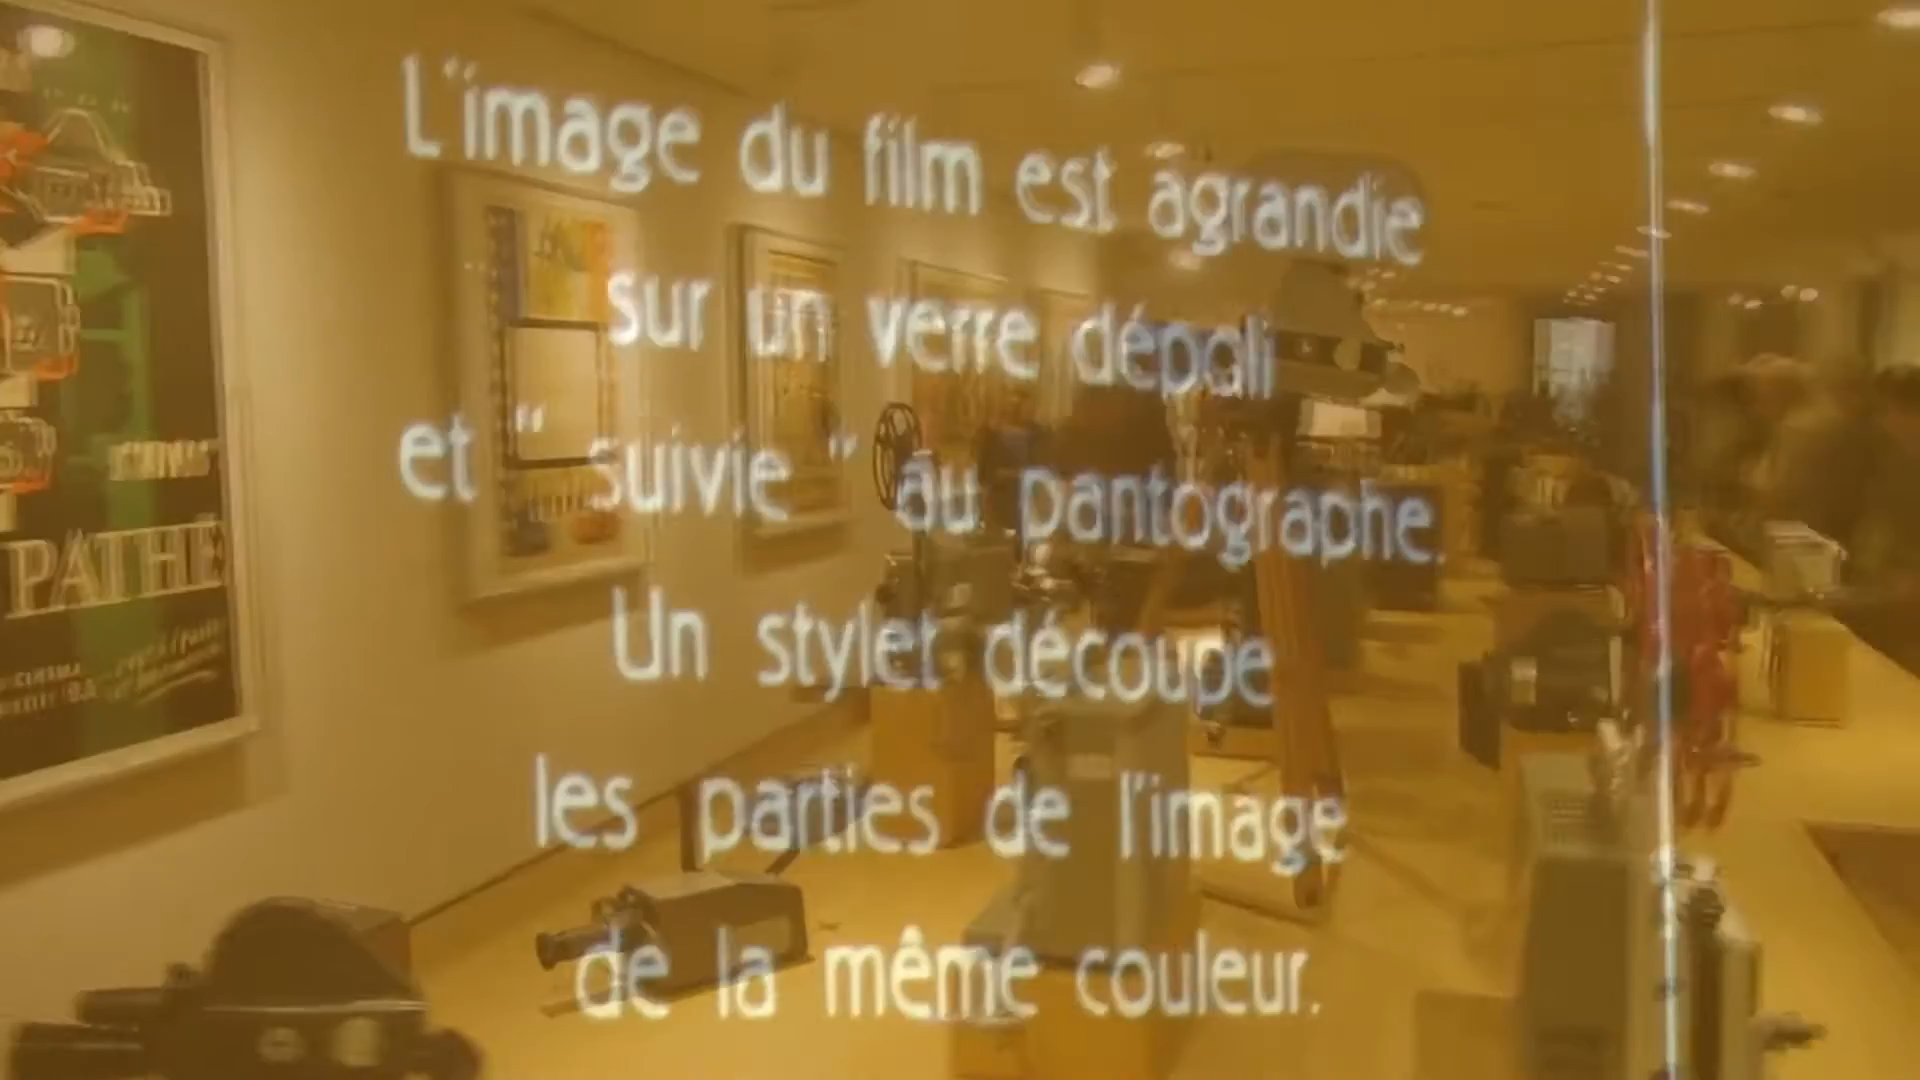 L'image du film est agrandie
sur un verre dépoli
et " suivie " au pantographe.
Un stylet découpe
les parties de l'image
de la même couleur.
PATHÉ